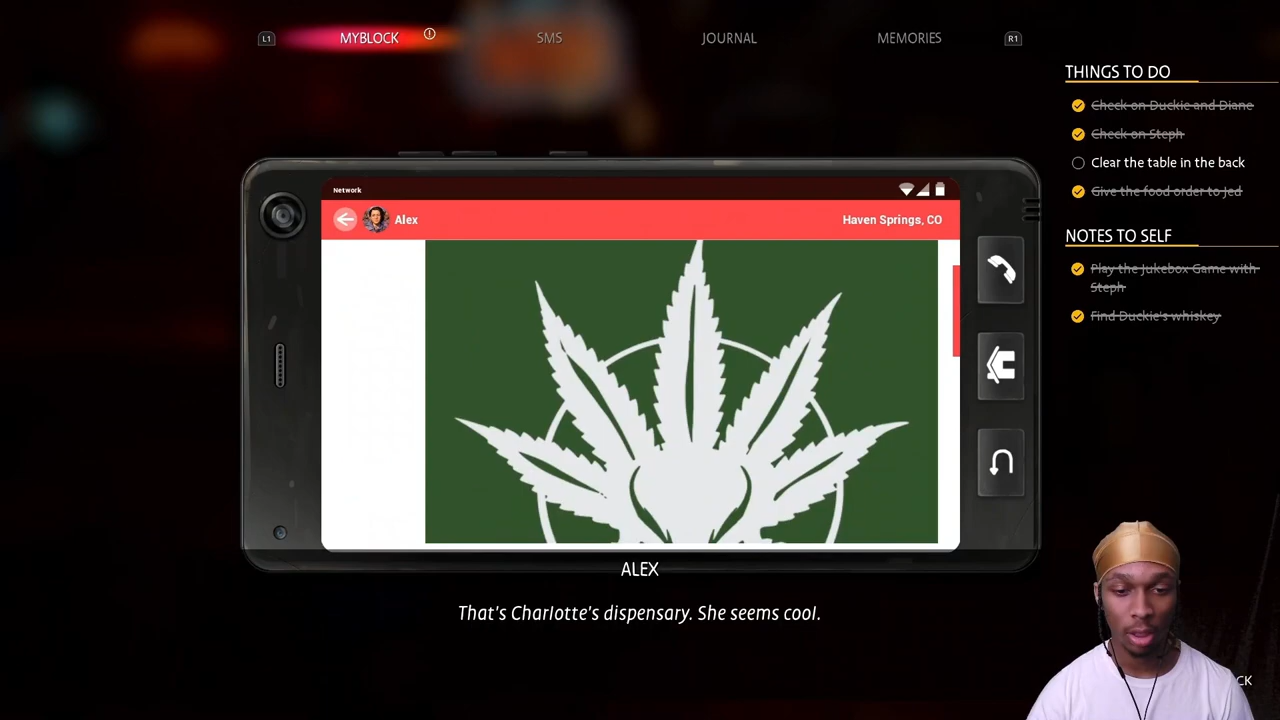 L1
MYBLOCK
SMS
JOURNAL
MEMORIES
R1
THINGS TO DO
Check on Duckie and Diane
Check on Steph
Clear the table in the back
Give the food order to Jed
NOTES TO SELF
Play the Jukebox Game with
Steph
Find Duckie's whiskey
Network
Alex
Haven Springs, CO
ALEX
That's Charlotte's dispensary. She seems cool.
CK